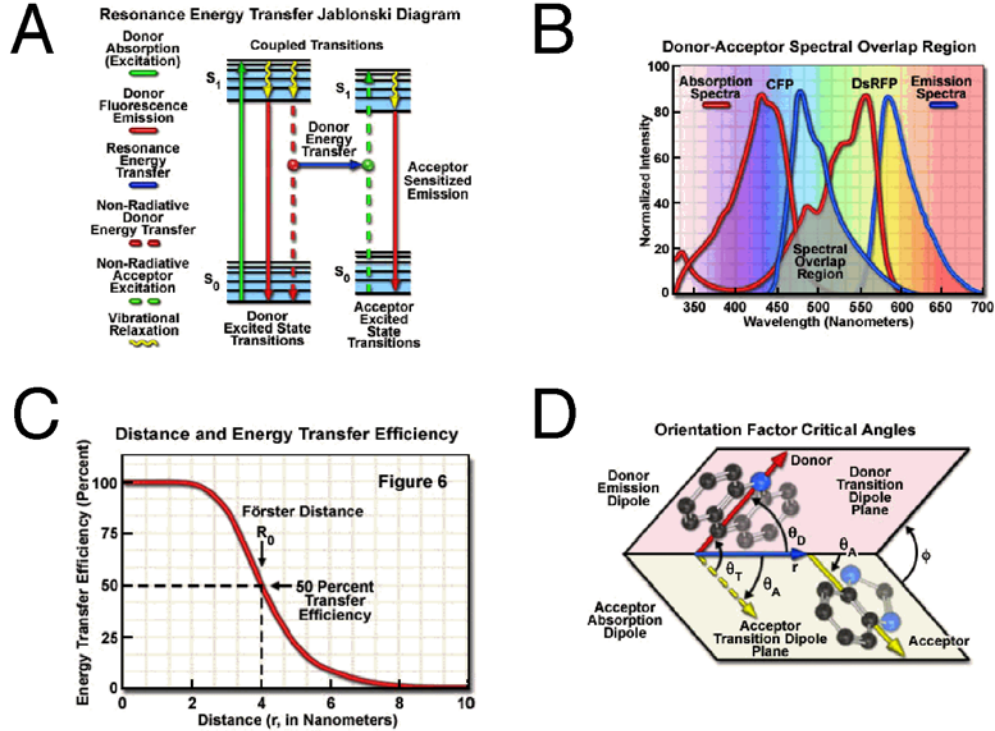 A
Resonance Energy Transfer Jablonski Diagram
Donor
Absorption
(Excitation)
Donor
Fluorescence
Emission
Resonance
Energy
Transfer
Non-Radiative
Donor
Energy Transfer
Non-Radiative
Acceptor
Excitation
Vibrational
Relaxation
Coupled Transitions
S1
S1
Donor
Energy
Transfer
Acceptor
Sensitized
Emission
S0
S0
Donor
Excited State
Transitions
Acceptor
Excited
State
Transitions
B
Donor-Acceptor Spectral Overlap Region
Normalized Intensity
100
80
60
40
20
0
Absorption
Spectra
CFP
DsRFP
Emission
Spectra
Spectral
Overlap
Region
350 400 450 500 550 600 650 700
Wavelength (Nanometers)
C
Distance and Energy Transfer Efficiency
Energy Transfer Efficiency (Percent)
100
75
50
25
0
Figure 6
Förster Distance
R0
50 Percent
Transfer
Efficiency
0 2 4 6 8 10
Distance (r, in Nanometers)
D
Orientation Factor Critical Angles
Donor
Emission
Dipole
Donor
Donor
Transition
Dipole
Plane
θD
θA
r
θT
θA
ϕ
Acceptor
Absorption
Dipole
Acceptor
Transition Dipole
Plane
Acceptor